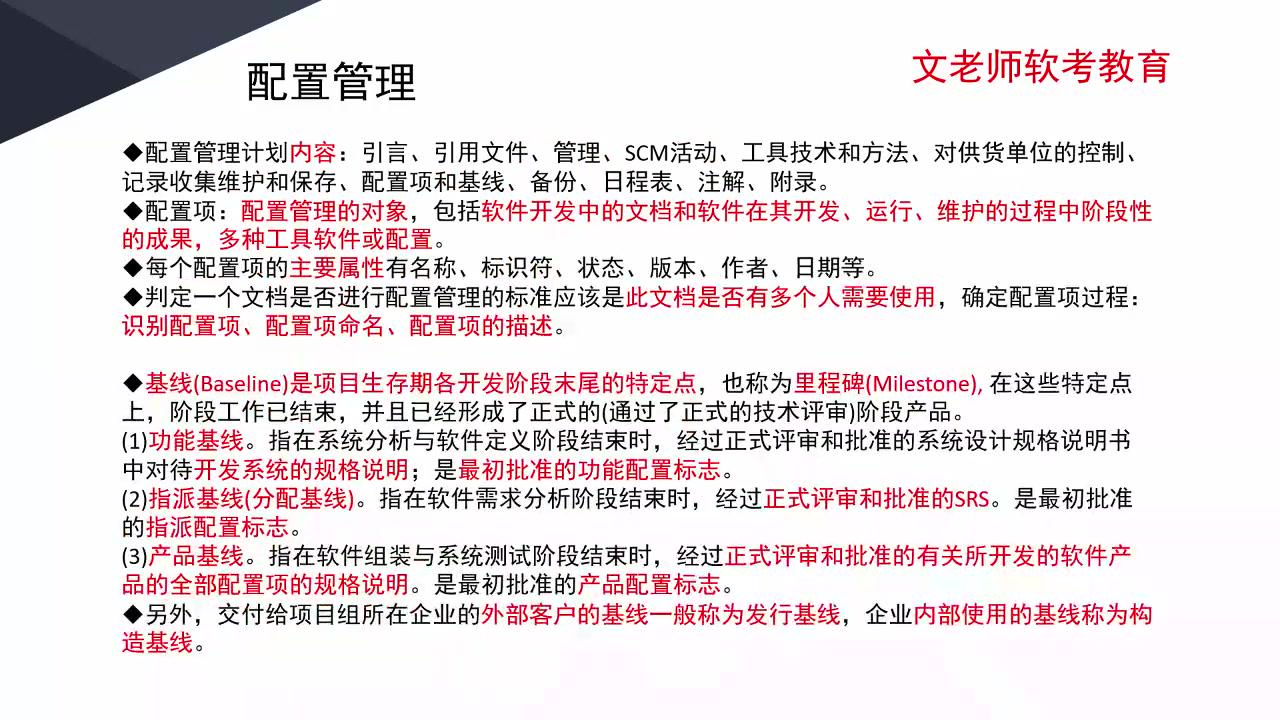 配置管理
文老师软考教育
◆配置管理计划内容：引言、引用文件、管理、SCM活动、工具技术和方法、对供货单位的控制、
记录收集维护和保存、配置项和基线、备份、日程表、注解、附录。
◆配置项：配置管理的对象，包括软件开发中的文档和软件在其开发、运行、维护的过程中阶段性
的成果，多种工具软件或配置。
◆每个配置项的主要属性有名称、标识符、状态、版本、作者、日期等。
◆判定一个文档是否进行配置管理的标准应该是此文档是否有多个人需要使用，确定配置项过程：
识别配置项、配置项命名、配置项的描述。
◆基线(Baseline)是项目生存期各开发阶段末尾的特定点，也称为里程碑(Milestone), 在这些特定点
上，阶段工作已结束，并且已经形成了正式的(通过了正式的技术评审)阶段产品。
(1)功能基线。指在系统分析与软件定义阶段结束时，经过正式评审和批准的系统设计规格说明书
中对待开发系统的规格说明；是最初批准的功能配置标志。
(2)指派基线(分配基线)。指在软件需求分析阶段结束时，经过正式评审和批准的SRS。是最初批准
的指派配置标志。
(3)产品基线。指在软件组装与系统测试阶段结束时，经过正式评审和批准的有关所开发的软件产
品的全部配置项的规格说明。是最初批准的产品配置标志。
◆另外，交付给项目组所在企业的外部客户的基线一般称为发行基线，企业内部使用的基线称为构
造基线。